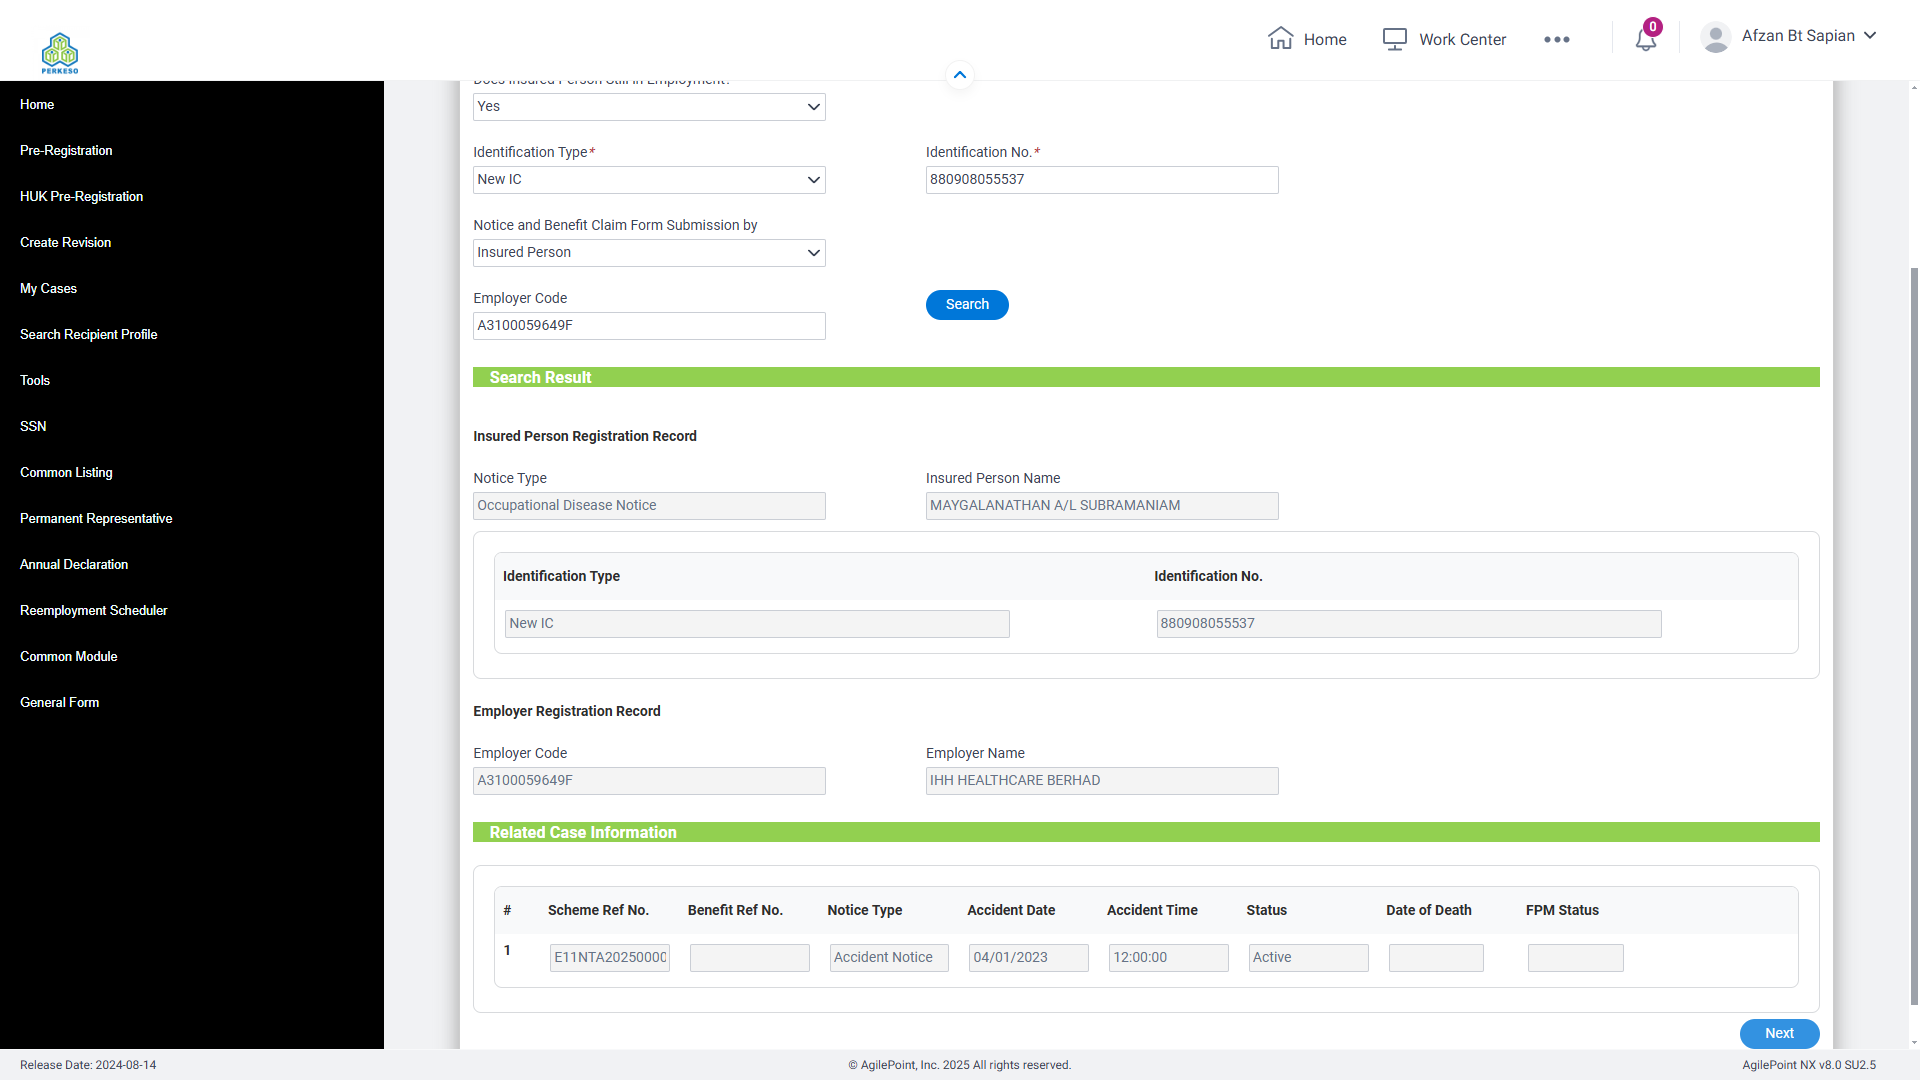 PERKESO
Home
Work Center
0
Afzan Bt Sapian
Home
Pre-Registration
HUK Pre-Registration
Create Revision
My Cases
Search Recipient Profile
Tools
SSN
Common Listing
Permanent Representative
Annual Declaration
Reemployment Scheduler
Common Module
General Form
Does Insured Person Still in Employment?
Yes
Identification Type* Identification No.*
New IC 880908055537
Notice and Benefit Claim Form Submission by
Insured Person
Employer Code Search
A3100059649F
Search Result
Insured Person Registration Record
Notice Type Insured Person Name
Occupational Disease Notice MAYGALANATHAN A/L SUBRAMANIAM
Identification Type Identification No.
New IC 880908055537
Employer Registration Record
Employer Code Employer Name
A3100059649F IHH HEALTHCARE BERHAD
Related Case Information
# Scheme Ref No. Benefit Ref No. Notice Type Accident Date Accident Time Status Date of Death FPM Status
1 E11NTA20250000 Accident Notice 04/01/2023 12:00:00 Active
Next
Release Date: 2024-08-14 © AgilePoint, Inc. 2025 All rights reserved. AgilePoint NX v8.0 SU2.5